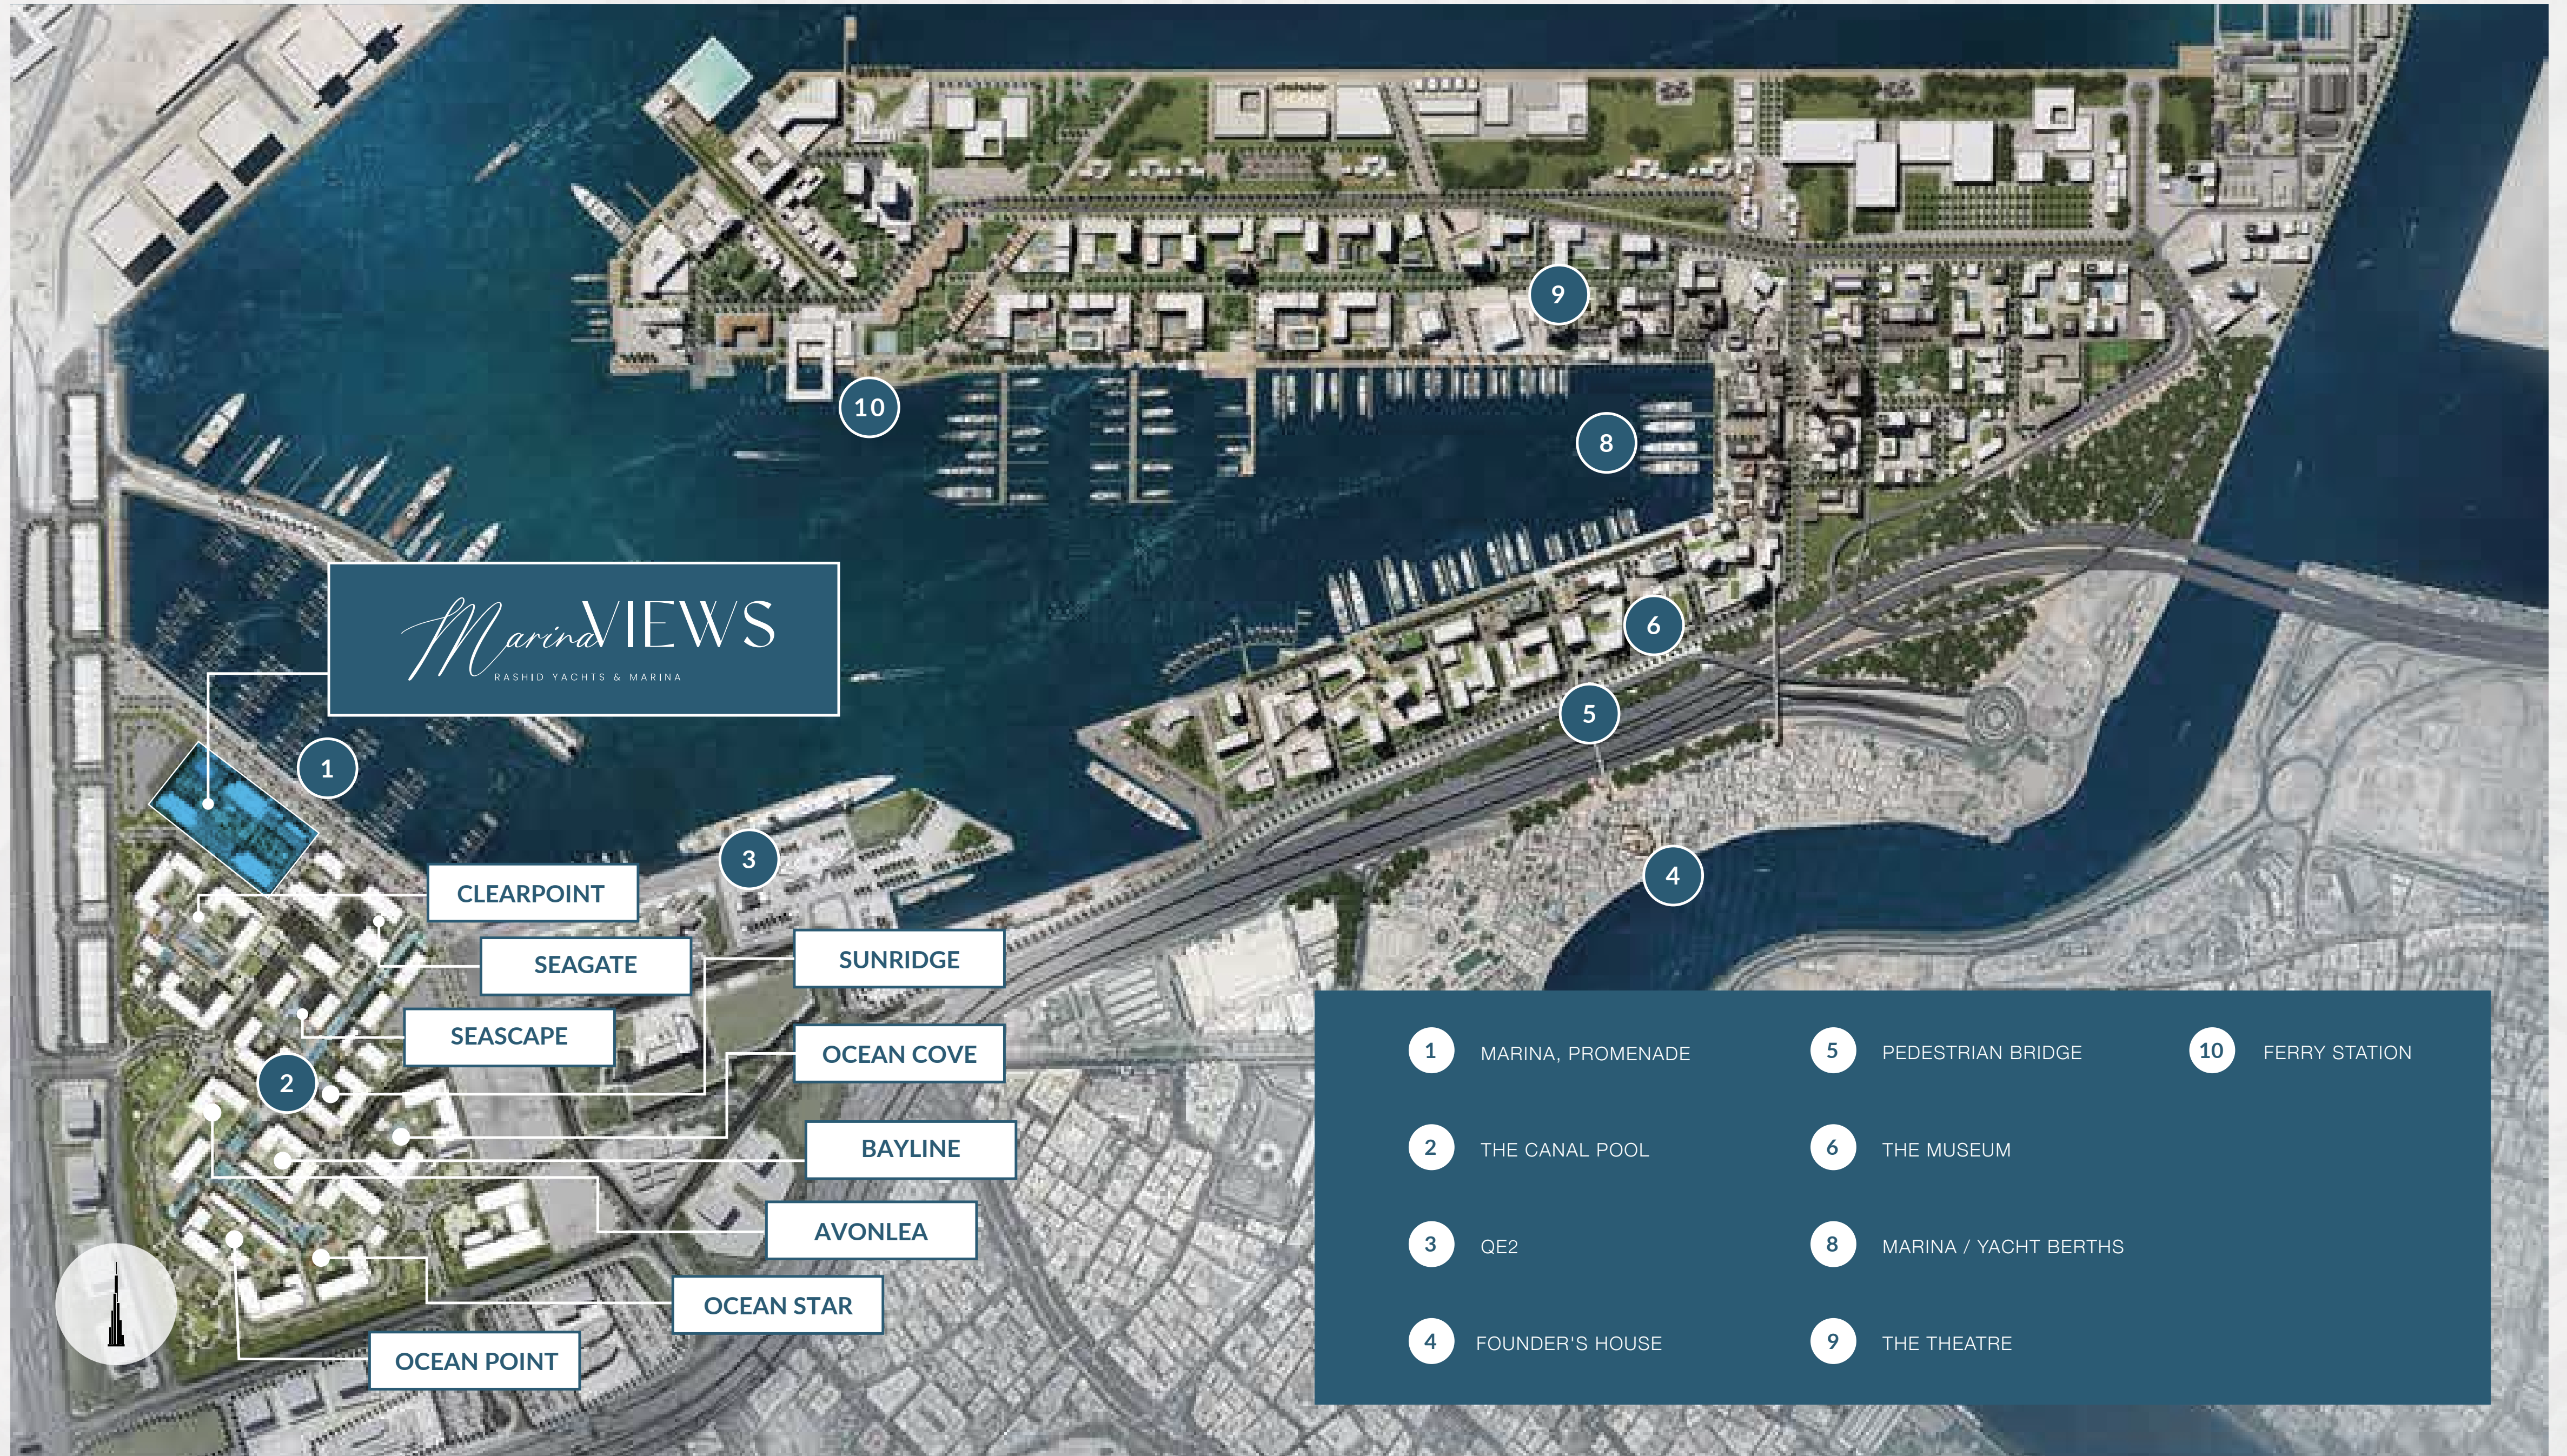 9
10
8
Marina VIEWS
RASHID YACHTS & MARINA
6
5
1
3
4
CLEARPOINT
SEAGATE
SUNRIDGE
SEASCAPE
OCEAN COVE
2
BAYLINE
AVONLEA
OCEAN STAR
OCEAN POINT
1 MARINA, PROMENADE
2 THE CANAL POOL
3 QE2
4 FOUNDER'S HOUSE
5 PEDESTRIAN BRIDGE
6 THE MUSEUM
8 MARINA / YACHT BERTHS
9 THE THEATRE
10 FERRY STATION